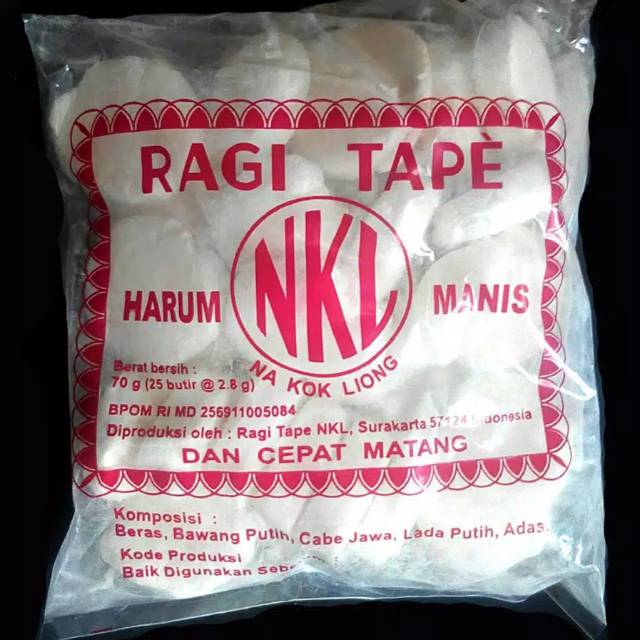 RAGI TAPÈ
NKL
HARUM MANIS
NA KOK LIONG
Berat bersih :
70 g (25 butir @ 2.8 g)
BPOM RI MD 256911005084
Diproduksi oleh : Ragi Tape NKL, Surakarta 57124 Indonesia
DAN CEPAT MATANG
Komposisi :
Beras, Bawang Putih, Cabe Jawa, Lada Putih, Adas.
Kode Produksi :
Baik Digunakan